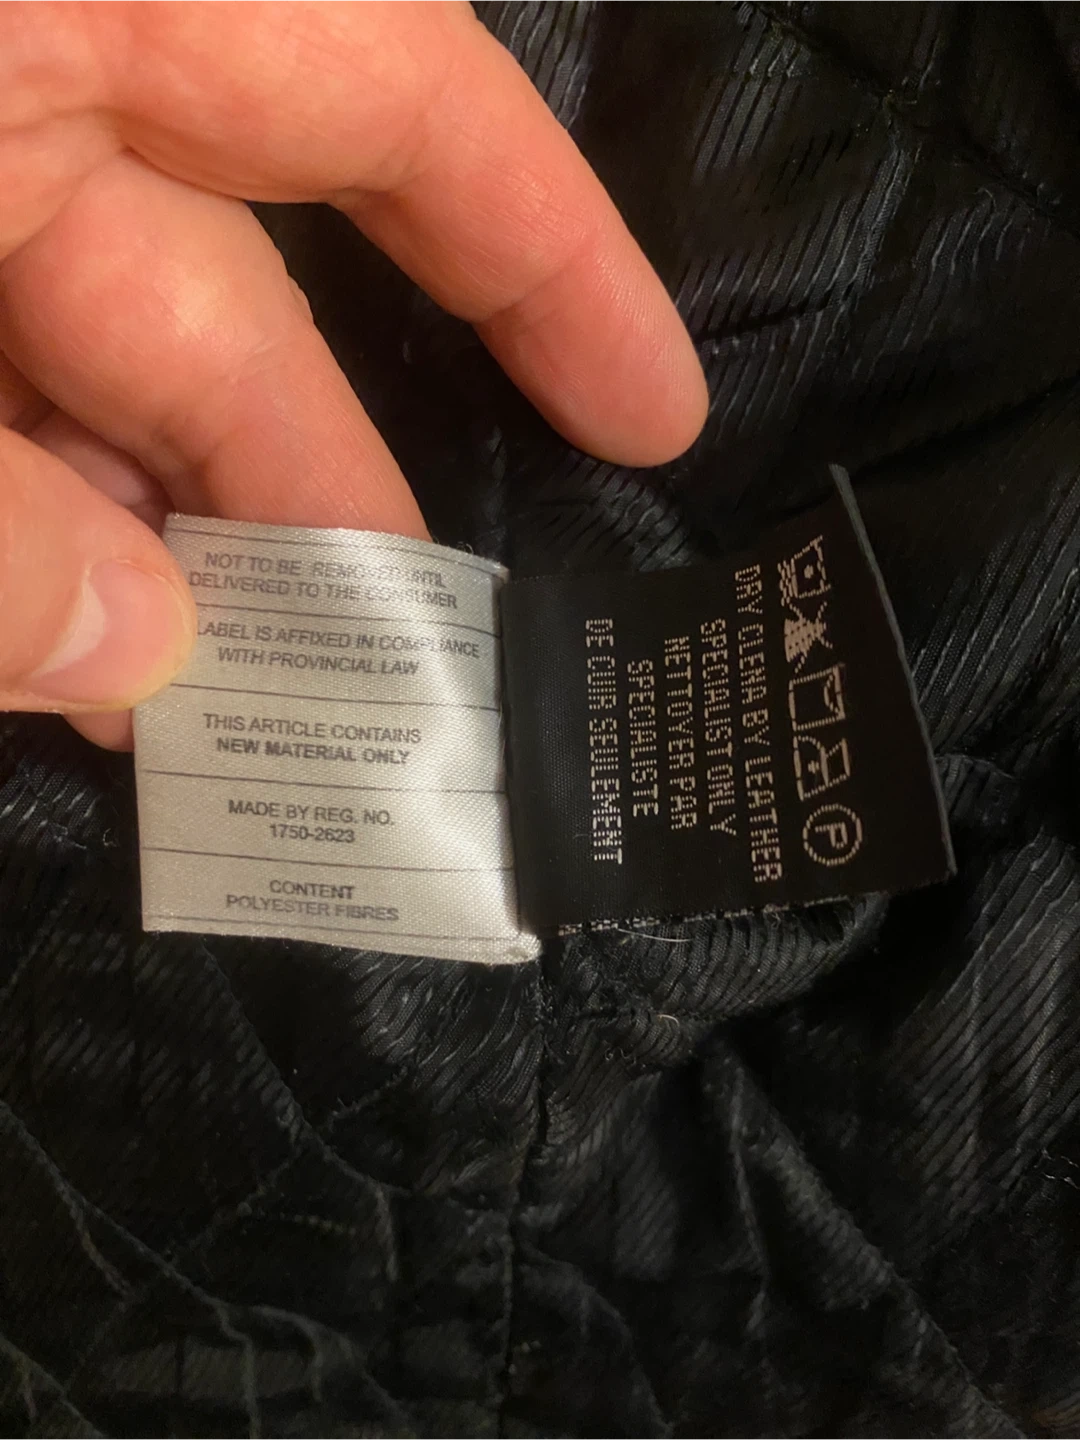 NOT TO BE REMOVED UNTIL
DELIVERED TO THE CONSUMER
LABEL IS AFFIXED IN COMPLIANCE
WITH PROVINCIAL LAW
THIS ARTICLE CONTAINS
NEW MATERIAL ONLY
MADE BY REG. NO.
1750-2623
CONTENT
POLYESTER FIBRES
P
DRY CLENA BY LEATHER
SPECIALIST ONLY
NETTOYER PAR
SPECIALISTE
DE CUIR SEULEMENT